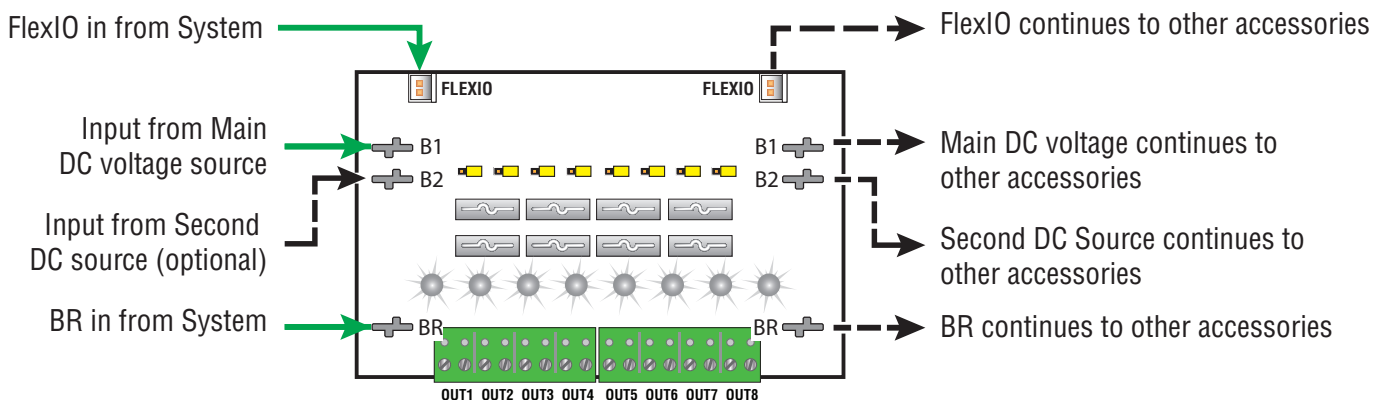 FlexIO in from System
FlexIO continues to other accessories
FLEXIO
FLEXIO
Input from Main
DC voltage source
B1
B1
Main DC voltage continues to
other accessories
B2
B2
Input from Second
DC source (optional)
Second DC Source continues to
other accessories
BR in from System
BR
BR
BR continues to other accessories
OUT1 OUT2 OUT3 OUT4 OUT5 OUT6 OUT7 OUT8